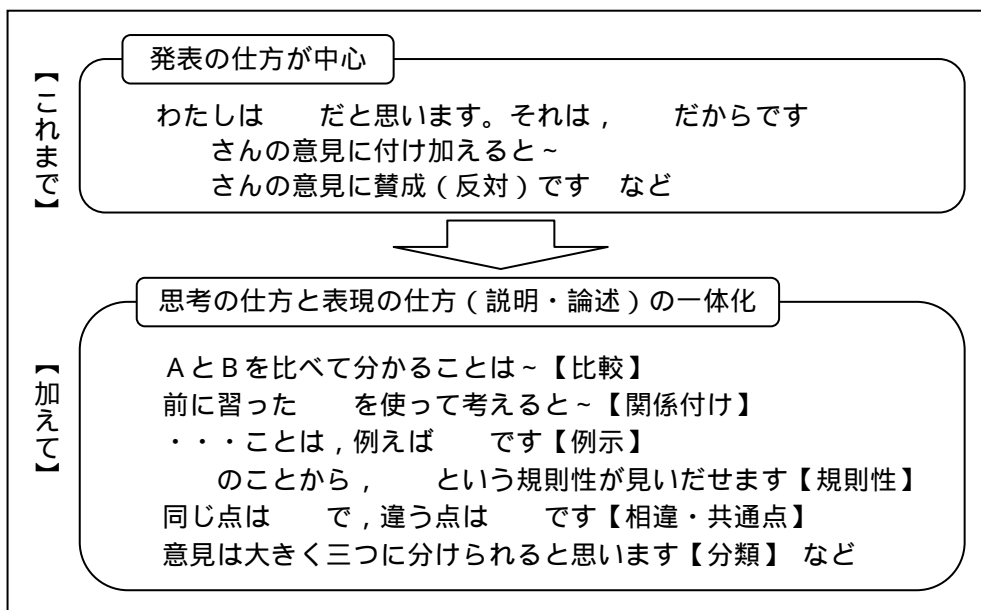 【これまで】
発表の仕方が中心
わたしは　　だと思います。それは，　　だからです
さんの意見に付け加えると～
さんの意見に賛成（反対）です　など
【加えて】
思考の仕方と表現の仕方（説明・論述）の一体化
ＡとＢを比べて分かることは～【比較】
前に習った　　を使って考えると～【関係付け】
・・・ことは，例えば　　です【例示】
のことから，　　という規則性が見いだせます【規則性】
同じ点は　　で，違う点は　　です【相違・共通点】
意見は大きく三つに分けられると思います【分類】 など